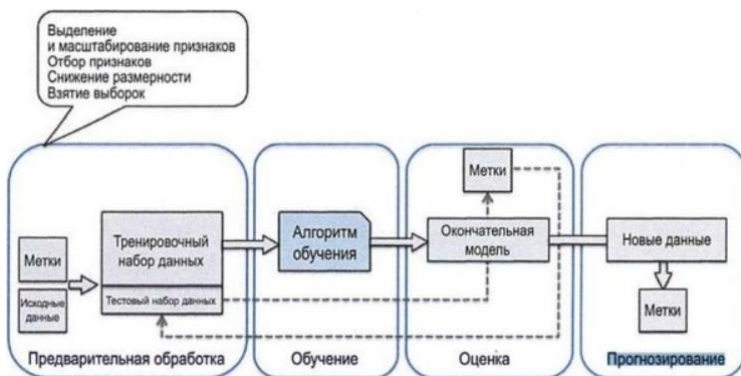 Выделение
и масштабирование признаков
Отбор признаков
Снижение размерности
Взятие выборок
Метки
Исходные
данные
Тренировочный
набор данных
Тестовый набор данных
Предварительная обработка
Алгоритм
обучения
Обучение
Метки
Окончательная
модель
Оценка
Новые данные
Метки
Прогнозирование